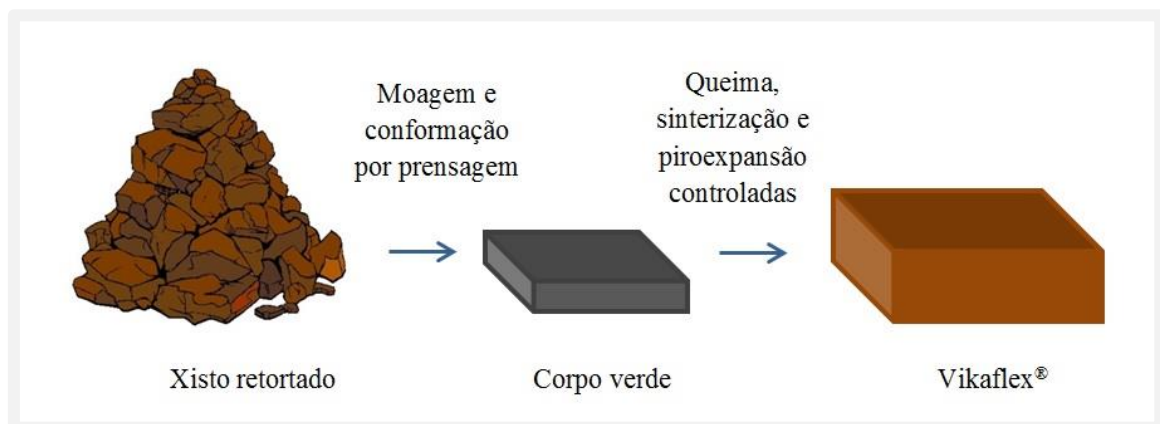 Moagem e
conformação
por prensagem
Queima,
sinterização e
piroexpansão
controladas
Xisto retortado
Corpo verde
Vikaflex®